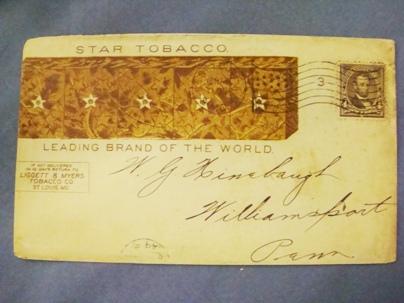 STAR TOBACCO.
3-
LEADING BRAND OF THE WORLD.
IF NOT DELIVERED
IN 10 DAYS RETURN TO
LIGGETT & MYERS
TOBACCO CO.
ST. LOUIS, MO.
W. G. Hinebaugh
Williamsport
Penn